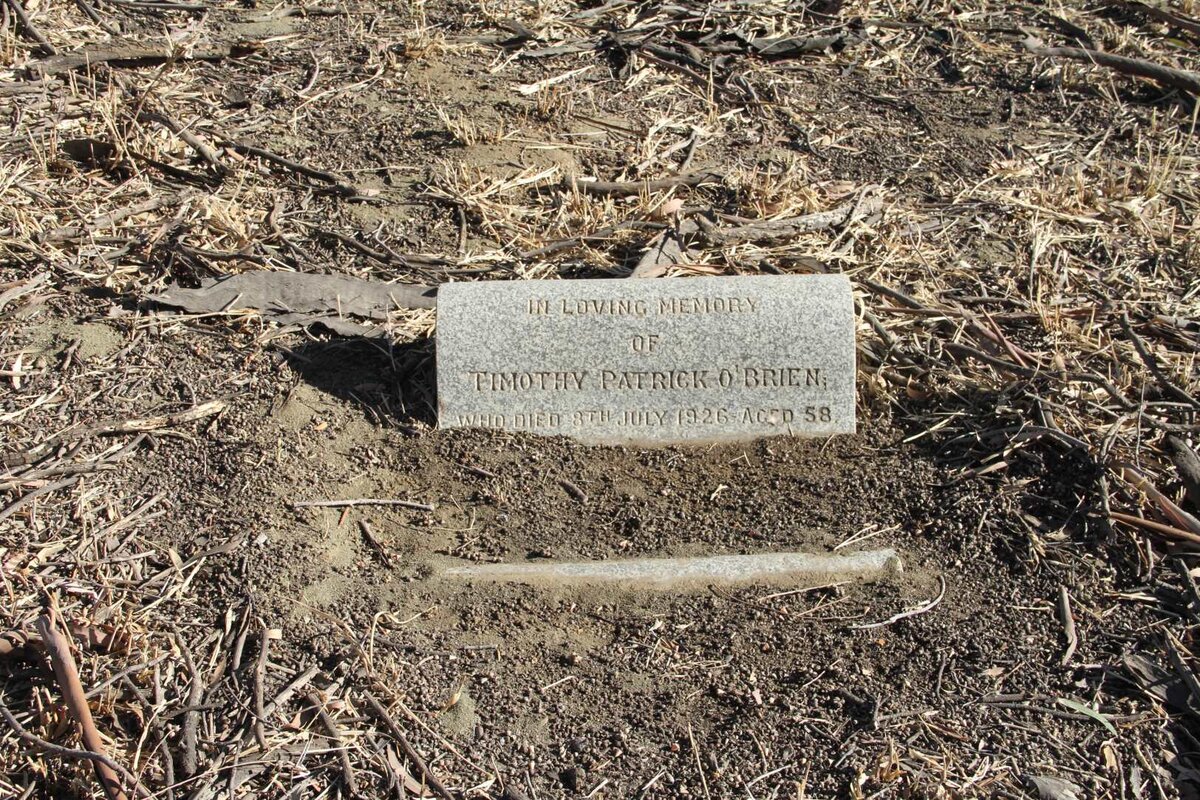 IN LOVING MEMORY
OF
TIMOTHY PATRICK O'BRIEN;
WHO DIED 8TH JULY 1926 AGED 58